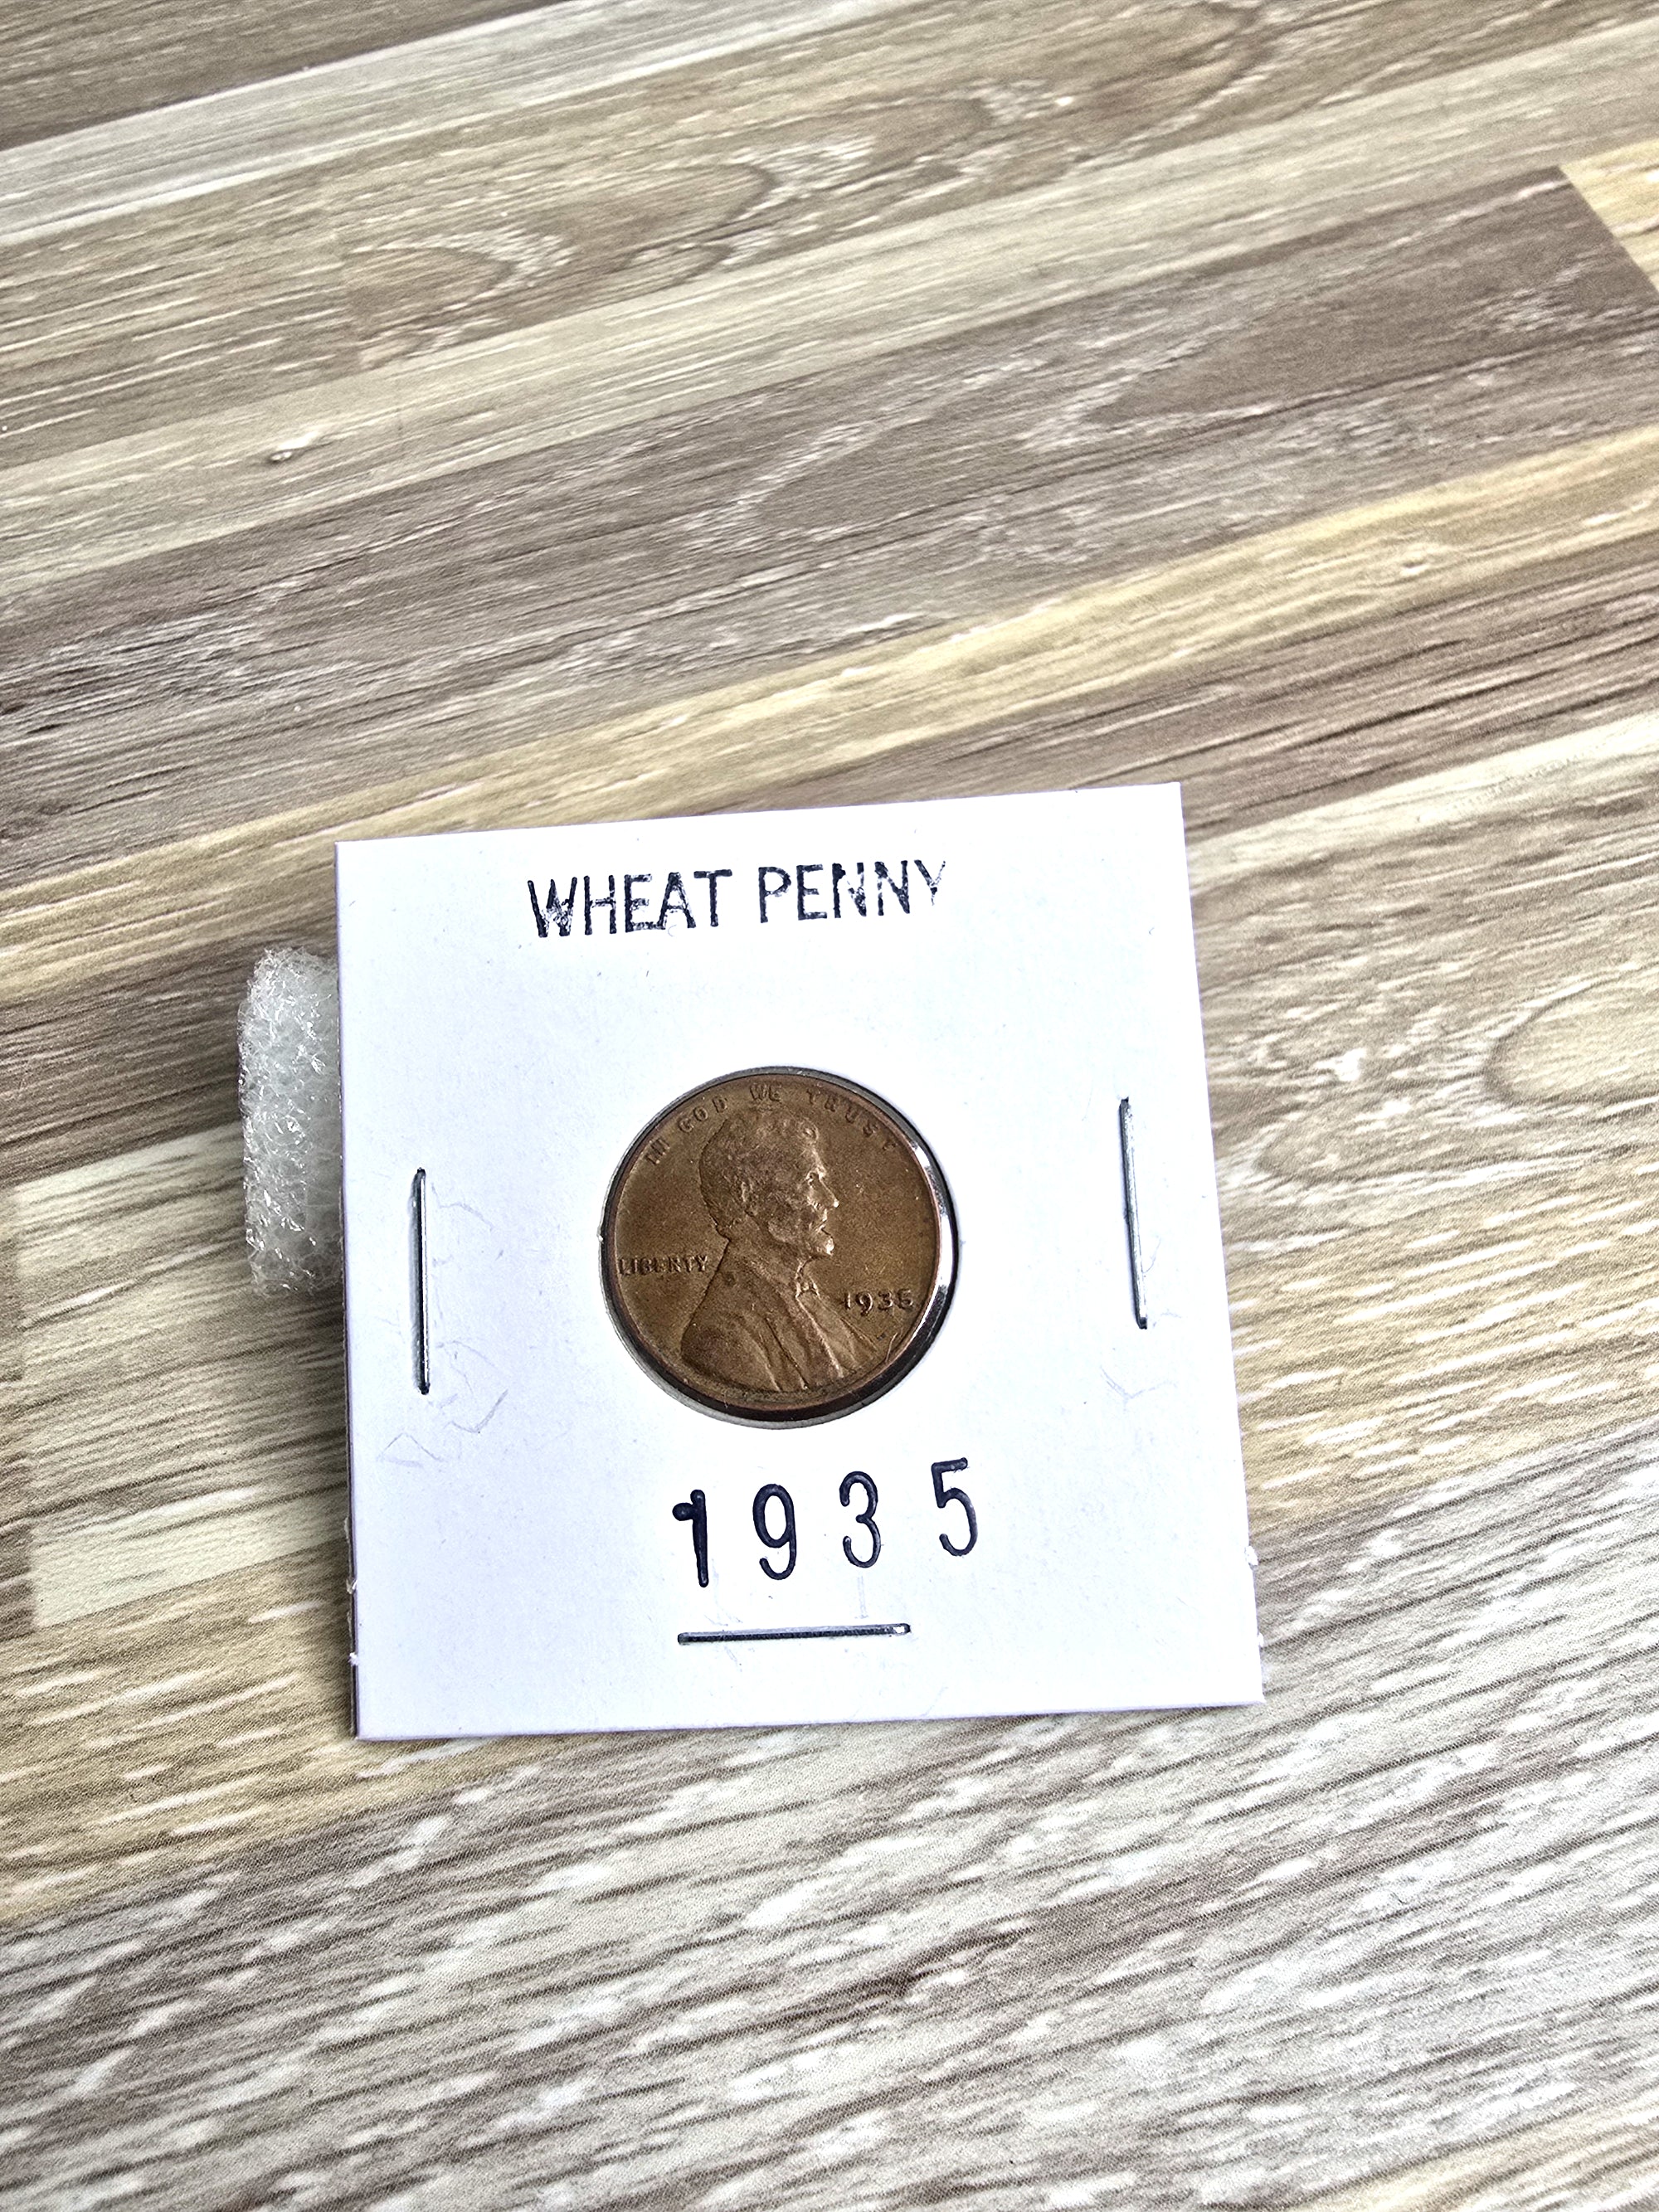 WHEAT PENNY
IN GOD WE TRUST
LIBERTY
1935
1935